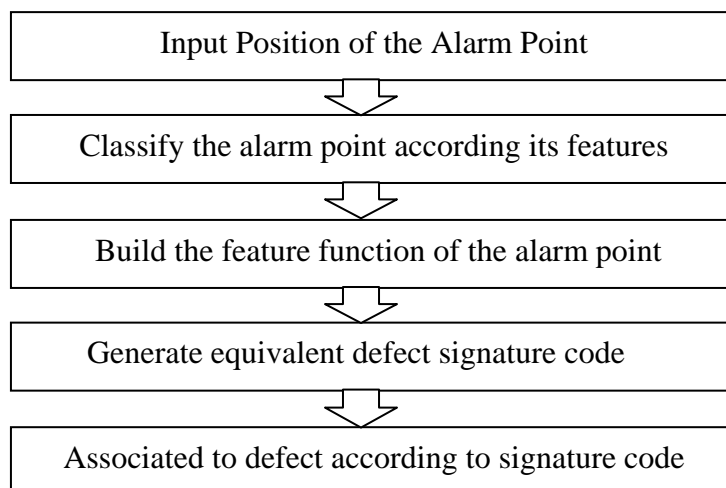 Input Position of the Alarm Point
Classify the alarm point according its features
Build the feature function of the alarm point
Generate equivalent defect signature code
Associated to defect according to signature code